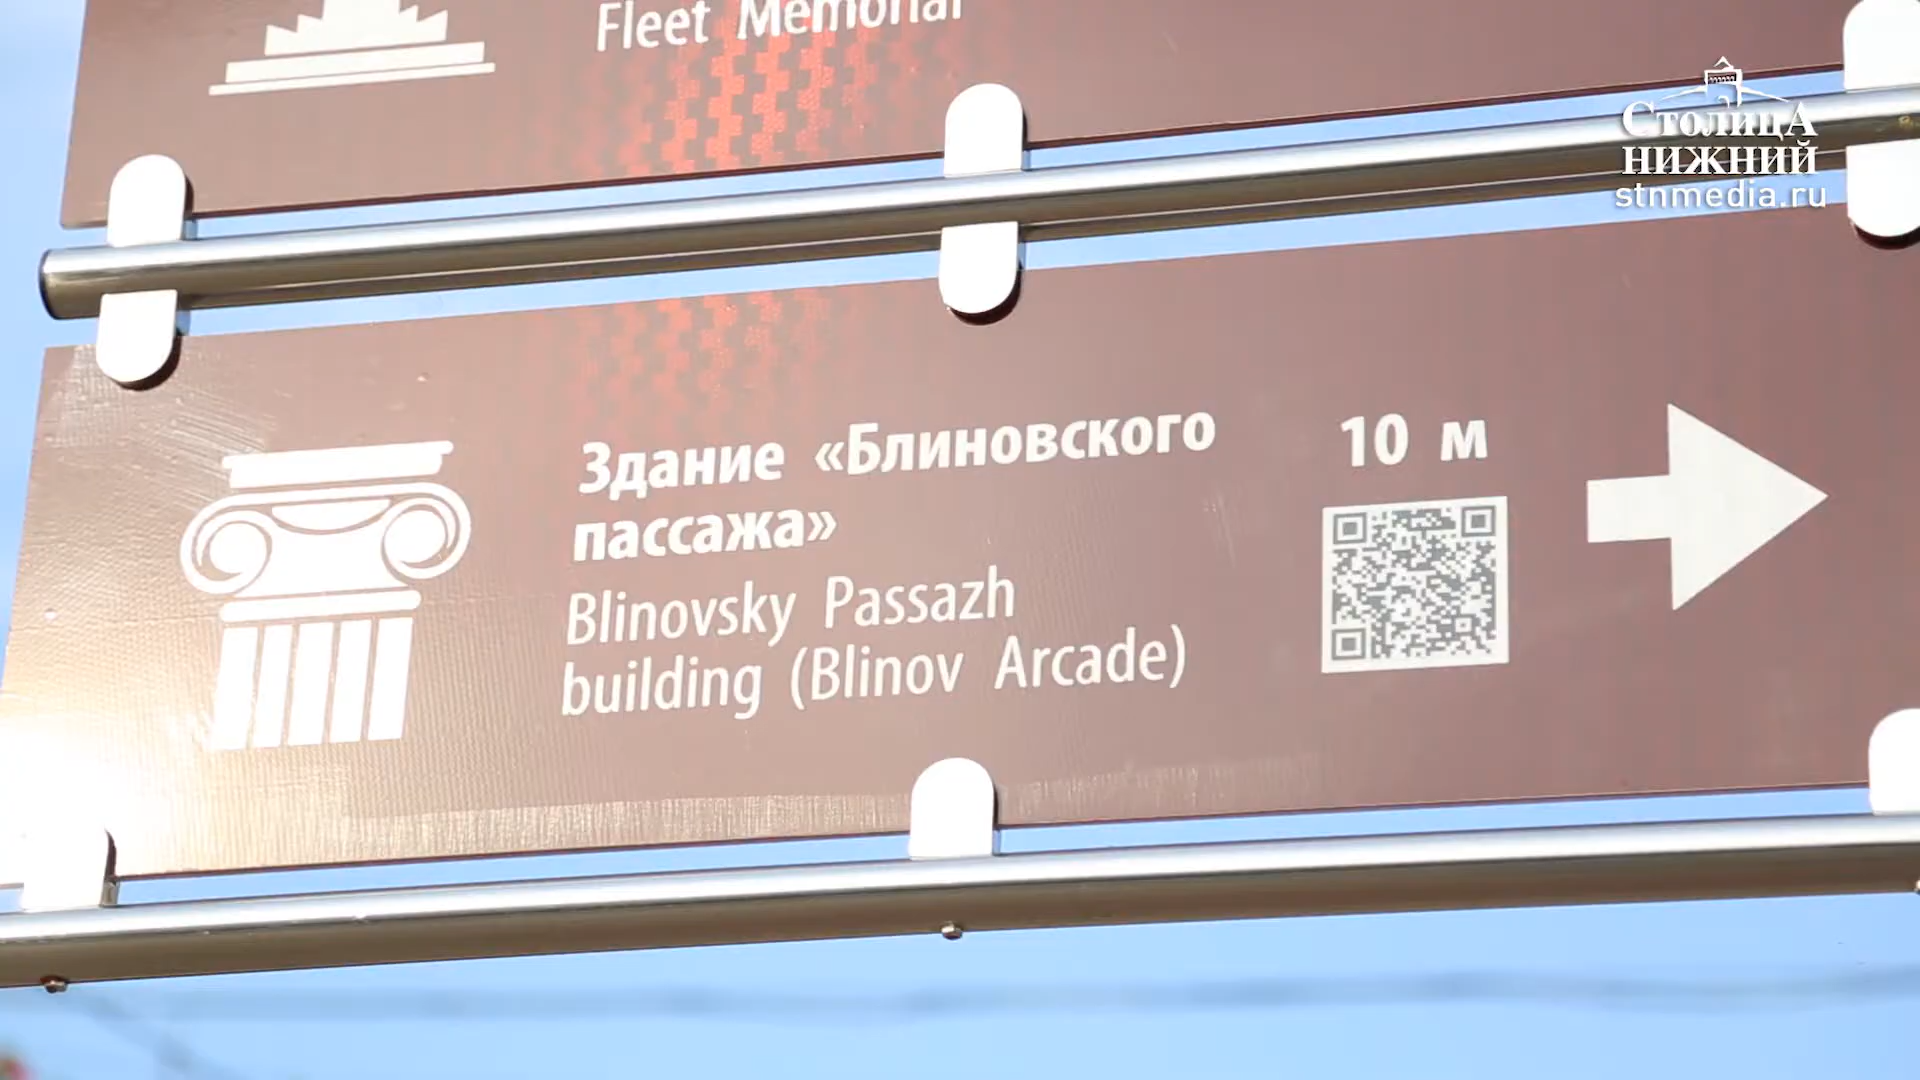 Fleet Memorial
СтолицА
нижний
stnmedia.ru
Здание «Блиновского
пассажа»
Blinovsky Passazh
building (Blinov Arcade)
10 м